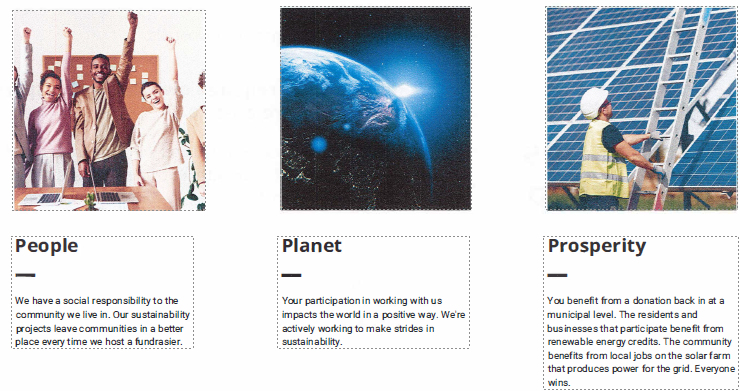 People
We have a social responsibility to the
community we live in. Our sustainability
projects leave communities in a better
place every time we host a fundrasier.
Planet
Your participation in working with us
impacts the world in a positive way. We're
actively working to make strides in
sustainability.
Prosperity
You benefit from a donation back in at a
municipal level. The residents and
businesses that participate benefit from
renewable energy credits. The community
benefits from local jobs on the solar farm
that produces power for the grid. Everyone
wins.